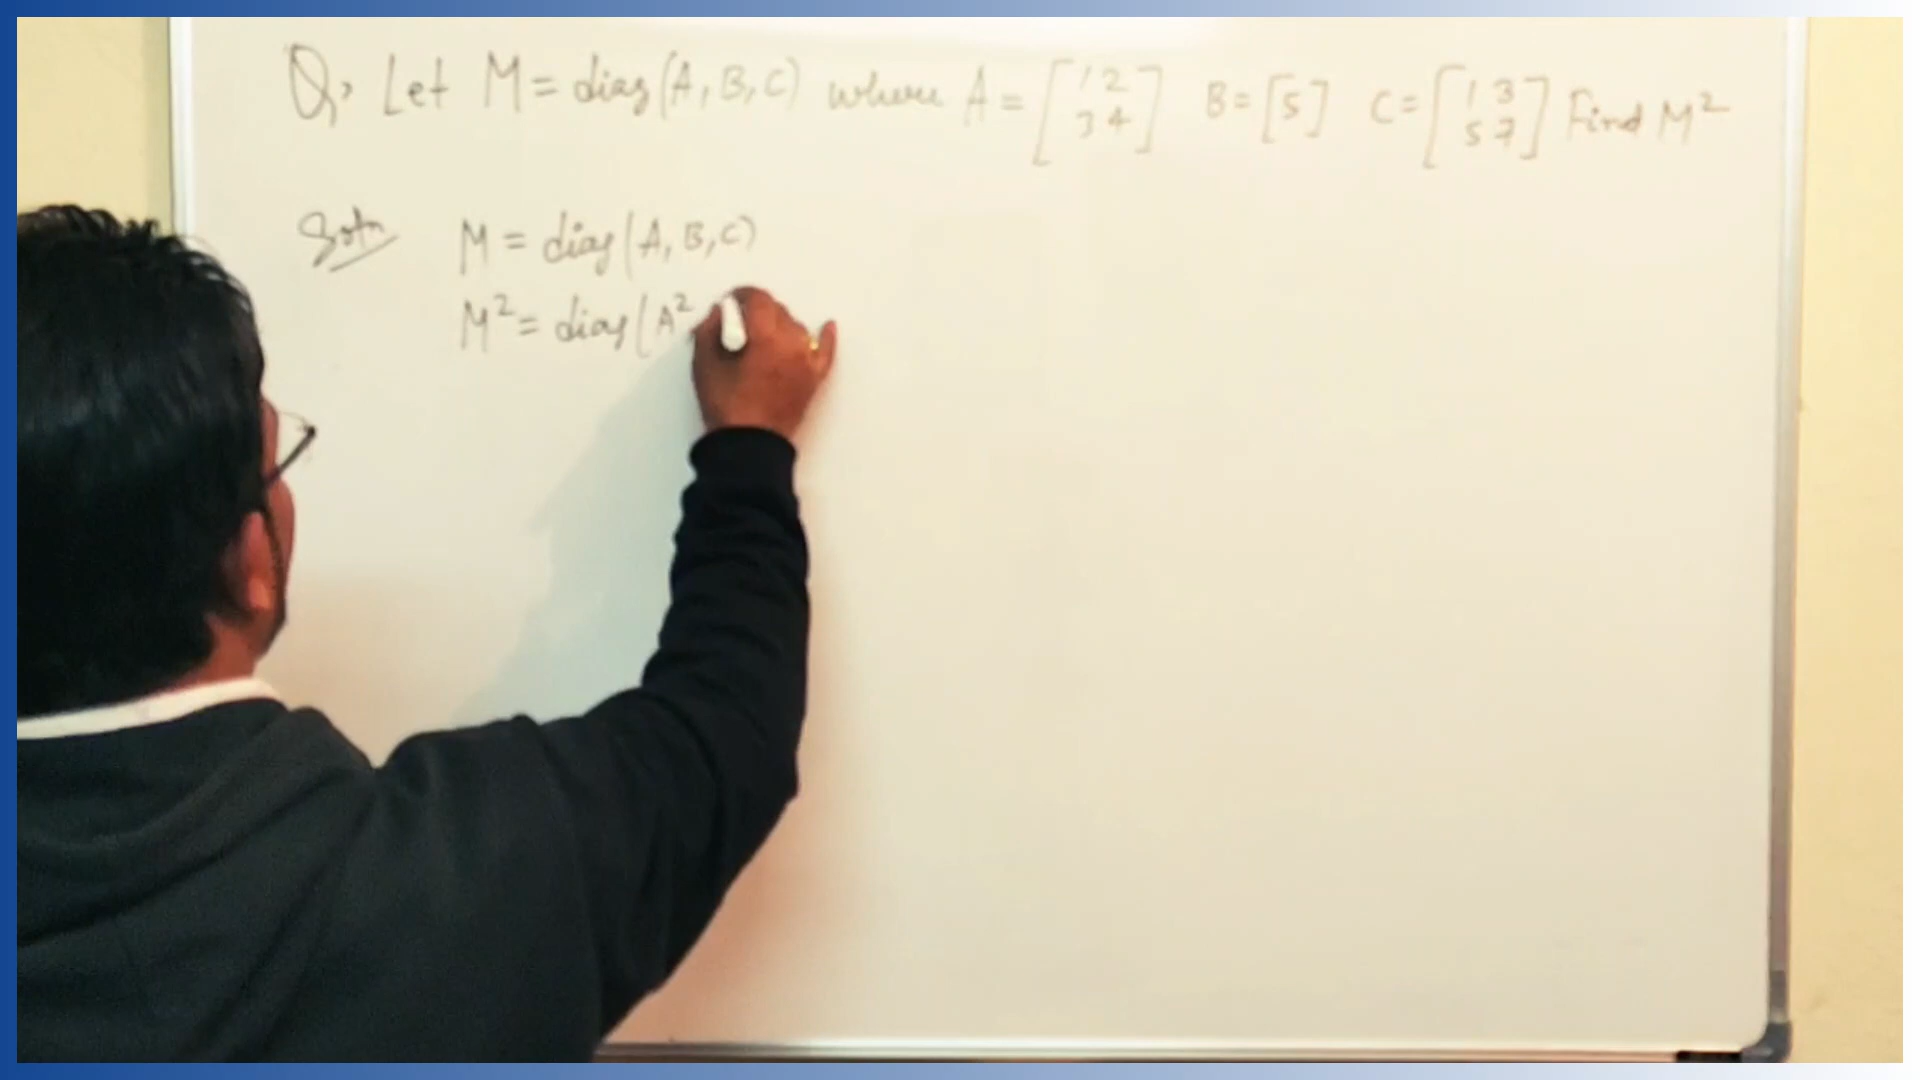 Q, Let M = diag(A, B, C) where A = [1 2 3 4] B = [5] C = [1 3 5 7] Find M²
Soln M = diag(A, B, C)
M² = diag(A²